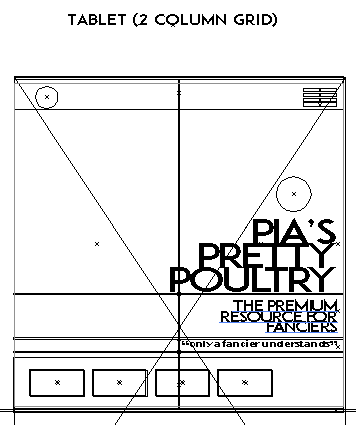 TABLET (2 COLUMN GRID)
PIA'S
PRETTY
POULTRY
THE PREMIUM
RESOURCE FOR
FANCIERS
“only a fancier understands”